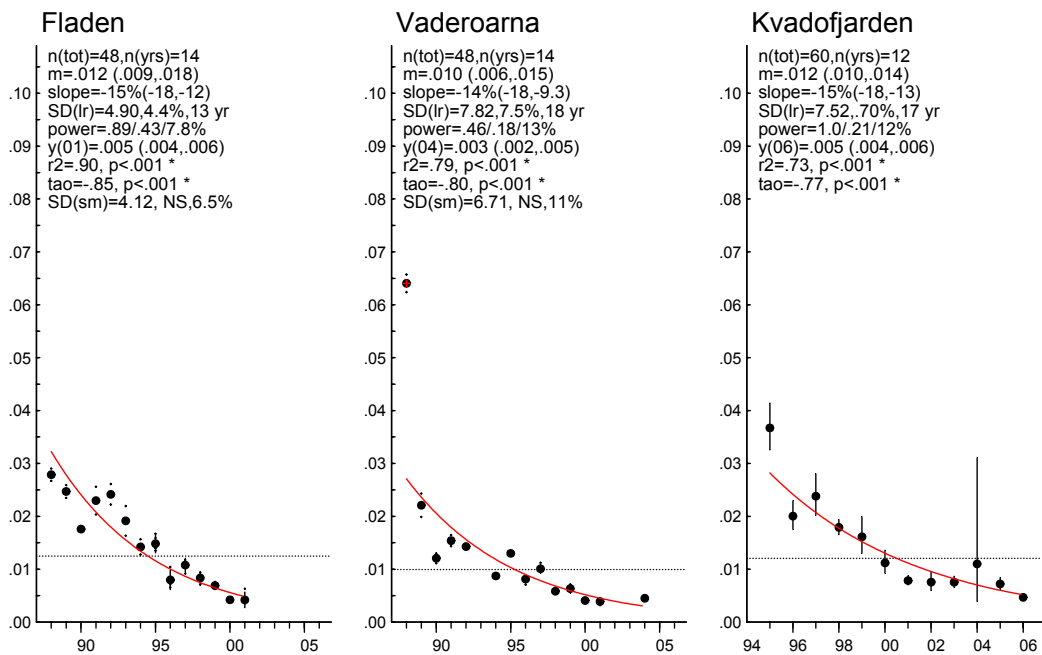 Fladen
n(tot)=48,n(yrs)=14
m=.012 (.009,.018)
slope=-15%(-18,-12)
SD(lr)=4.90,4.4%,13 yr
power=.89/.43/7.8%
y(01)=.005 (.004,.006)
r2=.90, p<.001 *
tao=-.85, p<.001 *
SD(sm)=4.12, NS,6.5%
.10
.09
.08
.07
.06
.05
.04
.03
.02
.01
.00
90 95 00 05
Vaderoarna
n(tot)=48,n(yrs)=14
m=.010 (.006,.015)
slope=-14%(-18,-9.3)
SD(lr)=7.82,7.5%,18 yr
power=.46/.18/13%
y(04)=.003 (.002,.005)
r2=.79, p<.001 *
tao=-.80, p<.001 *
SD(sm)=6.71, NS,11%
.10
.09
.08
.07
.06
.05
.04
.03
.02
.01
.00
90 95 00 05
Kvadofjarden
n(tot)=60,n(yrs)=12
m=.012 (.010,.014)
slope=-15%(-18,-13)
SD(lr)=7.52,.70%,17 yr
power=1.0/.21/12%
y(06)=.005 (.004,.006)
r2=.73, p<.001 *
tao=-.77, p<.001 *
.10
.09
.08
.07
.06
.05
.04
.03
.02
.01
.00
94 96 98 00 02 04 06